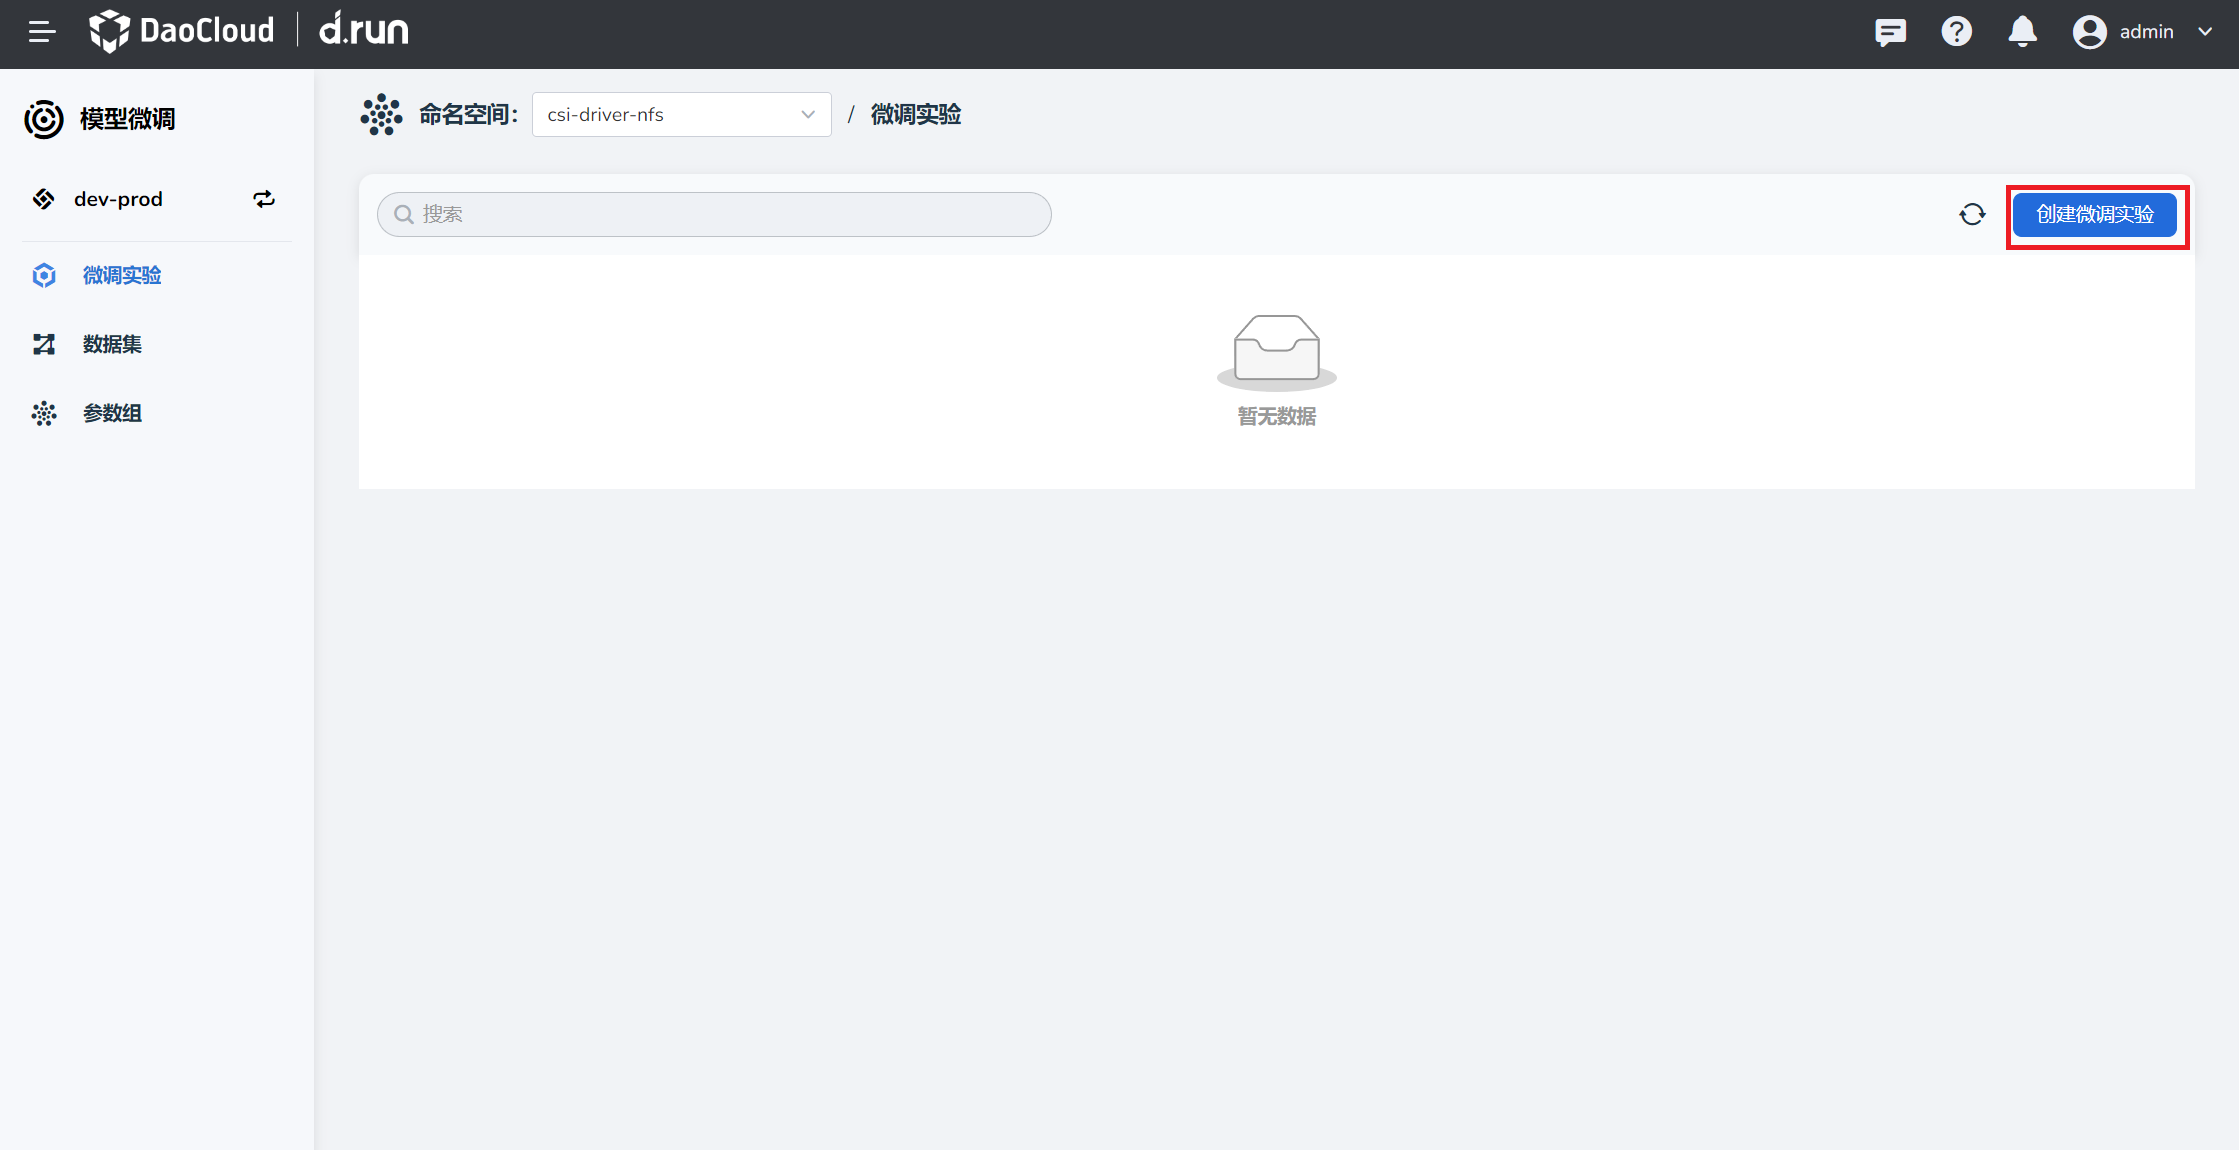 DaoCloud | d.run
admin
模型微调
命名空间： csi-driver-nfs / 微调实验
dev-prod
搜索
创建微调实验
微调实验
数据集
参数组
暂无数据